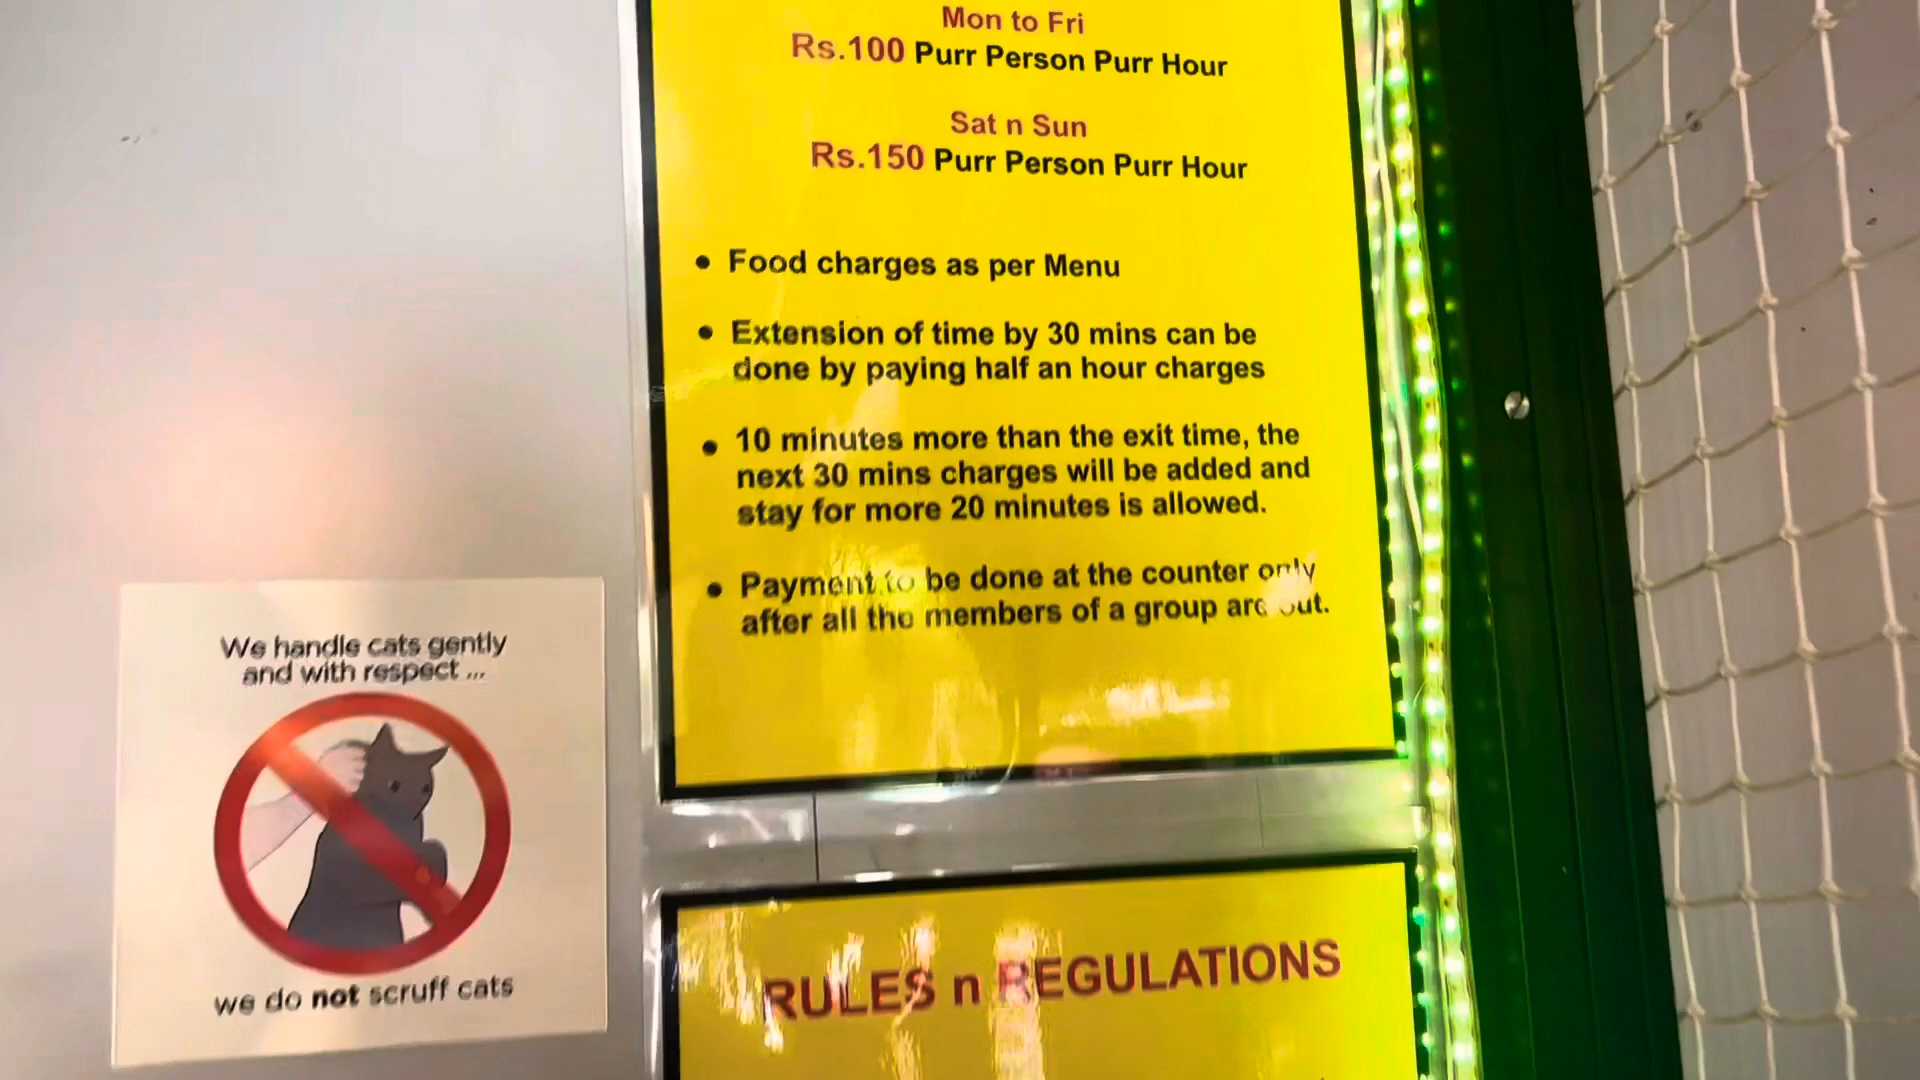 Mon to Fri
Rs.100 Purr Person Purr Hour
Sat n Sun
Rs.150 Purr Person Purr Hour
• Food charges as per Menu
• Extension of time by 30 mins can be
done by paying half an hour charges
• 10 minutes more than the exit time, the
next 30 mins charges will be added and
stay for more 20 minutes is allowed.
• Payment to be done at the counter only
after all the members of a group are out.
We handle cats gently
and with respect ...
we do not scruff cats
RULES n REGULATIONS